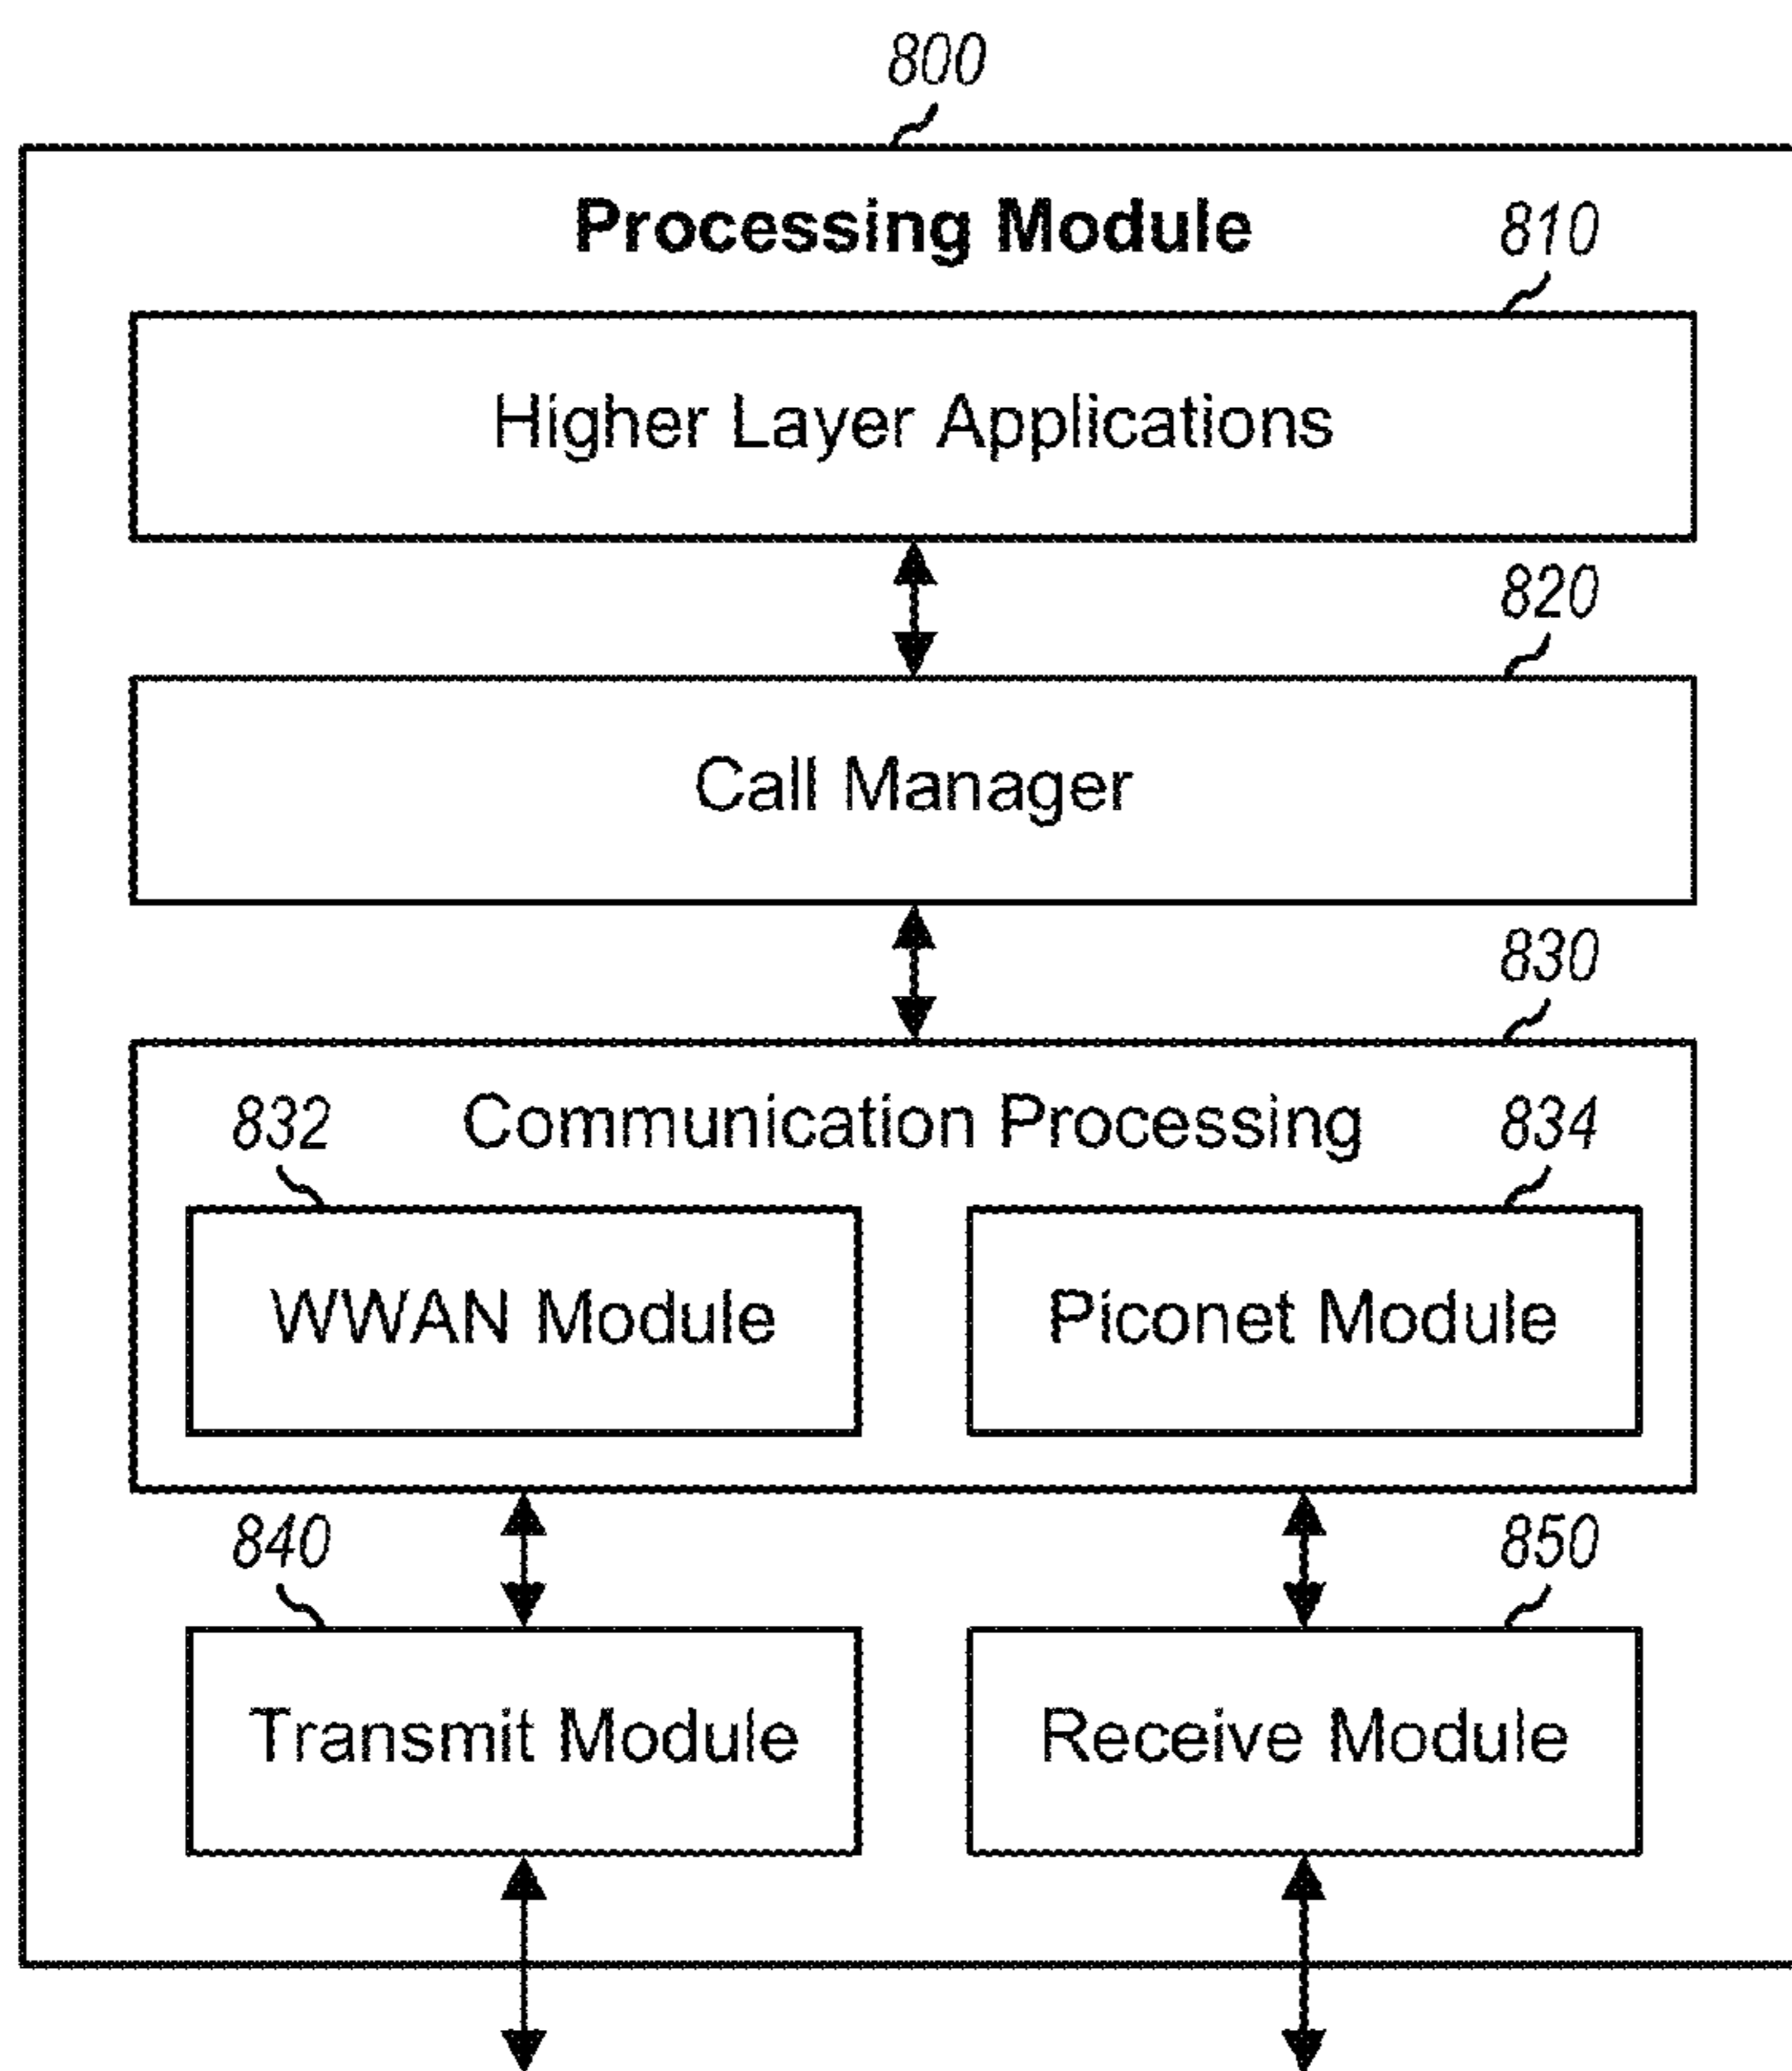 800
Processing Module
810
Higher Layer Applications
820
Call Manager
830
832
Communication Processing
834
WWAN Module
Piconet Module
840
850
Transmit Module
Receive Module